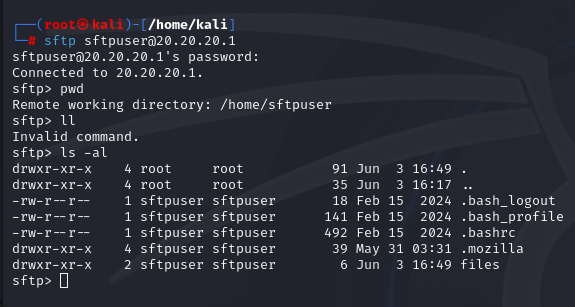 ┌──(root㉿kali)-[/home/kali]
└─# sftp sftpuser@20.20.20.1
sftpuser@20.20.20.1's password:
Connected to 20.20.20.1.
sftp> pwd
Remote working directory: /home/sftpuser
sftp> ll
Invalid command.
sftp> ls -al
drwxr-xr-x    4 root     root           91 Jun  3 16:49 .
drwxr-xr-x    4 root     root           35 Jun  3 16:17 ..
-rw-r--r--    1 sftpuser sftpuser       18 Feb 15  2024 .bash_logout
-rw-r--r--    1 sftpuser sftpuser      141 Feb 15  2024 .bash_profile
-rw-r--r--    1 sftpuser sftpuser      492 Feb 15  2024 .bashrc
drwxr-xr-x    4 sftpuser sftpuser       39 May 31 03:31 .mozilla
drwxr-xr-x    2 sftpuser sftpuser        6 Jun  3 16:49 files
sftp>